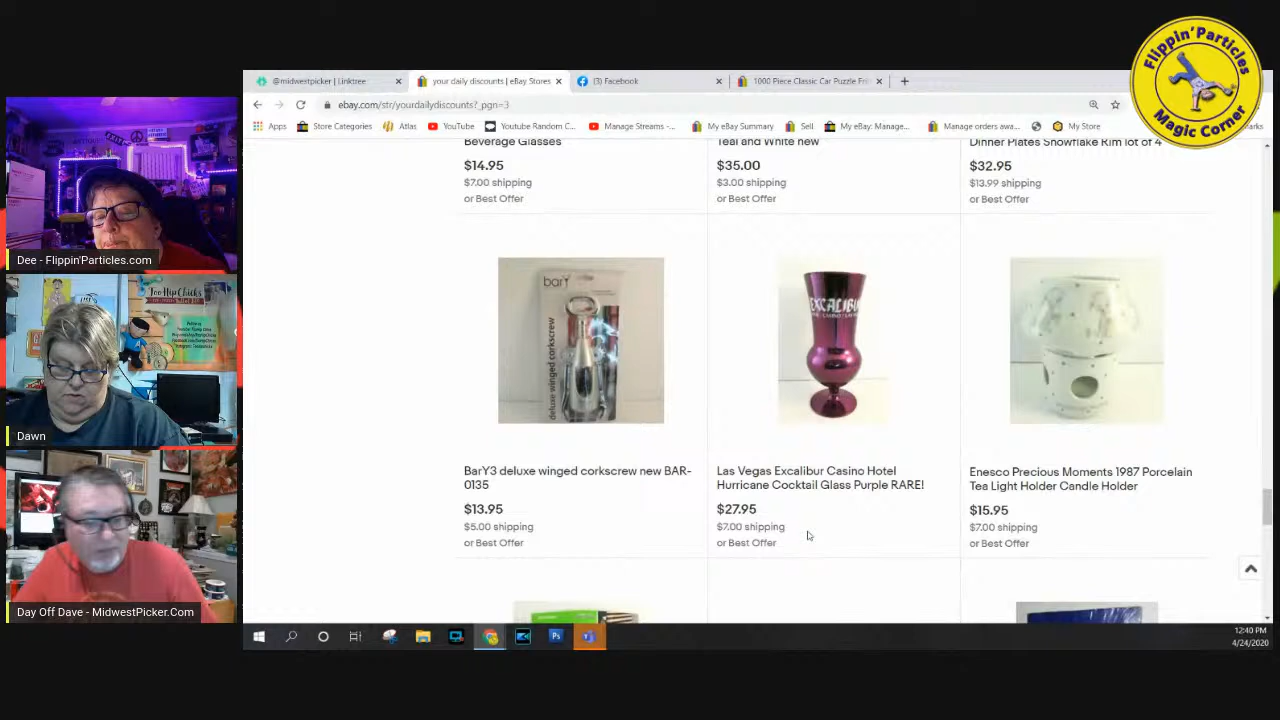 Flippin'Particles
Magic Corner
@midwestpicker | Linktree
your daily discounts | eBay Stores
(3) Facebook
1000 Piece Classic Car Puzzle Fr
ebay.com/str/yourdailydiscounts?_pgn=3
Apps
Store Categories
Atlas
YouTube
Youtube Random C...
Manage Streams -...
My eBay Summary
Sell
My eBay: Manage...
Manage orders awa...
My Store
Beverage Glasses
Teal and White new
Dinner Plates Snowflake Rim lot of 4
$14.95
$35.00
$32.95
$7.00 shipping
$3.00 shipping
$13.99 shipping
or Best Offer
or Best Offer
or Best Offer
barY3
deluxe winged corkscrew
EXCALIBU
BarY3 deluxe winged corkscrew new BAR-
0135
Las Vegas Excalibur Casino Hotel
Hurricane Cocktail Glass Purple RARE!
Enesco Precious Moments 1987 Porcelain
Tea Light Holder Candle Holder
$13.95
$27.95
$15.95
$5.00 shipping
$7.00 shipping
$7.00 shipping
or Best Offer
or Best Offer
or Best Offer
Dee - Flippin'Particles.com
Too Hip Chicks
Dawn
Day Off Dave - MidwestPicker.Com
12:40 PM
4/24/2020